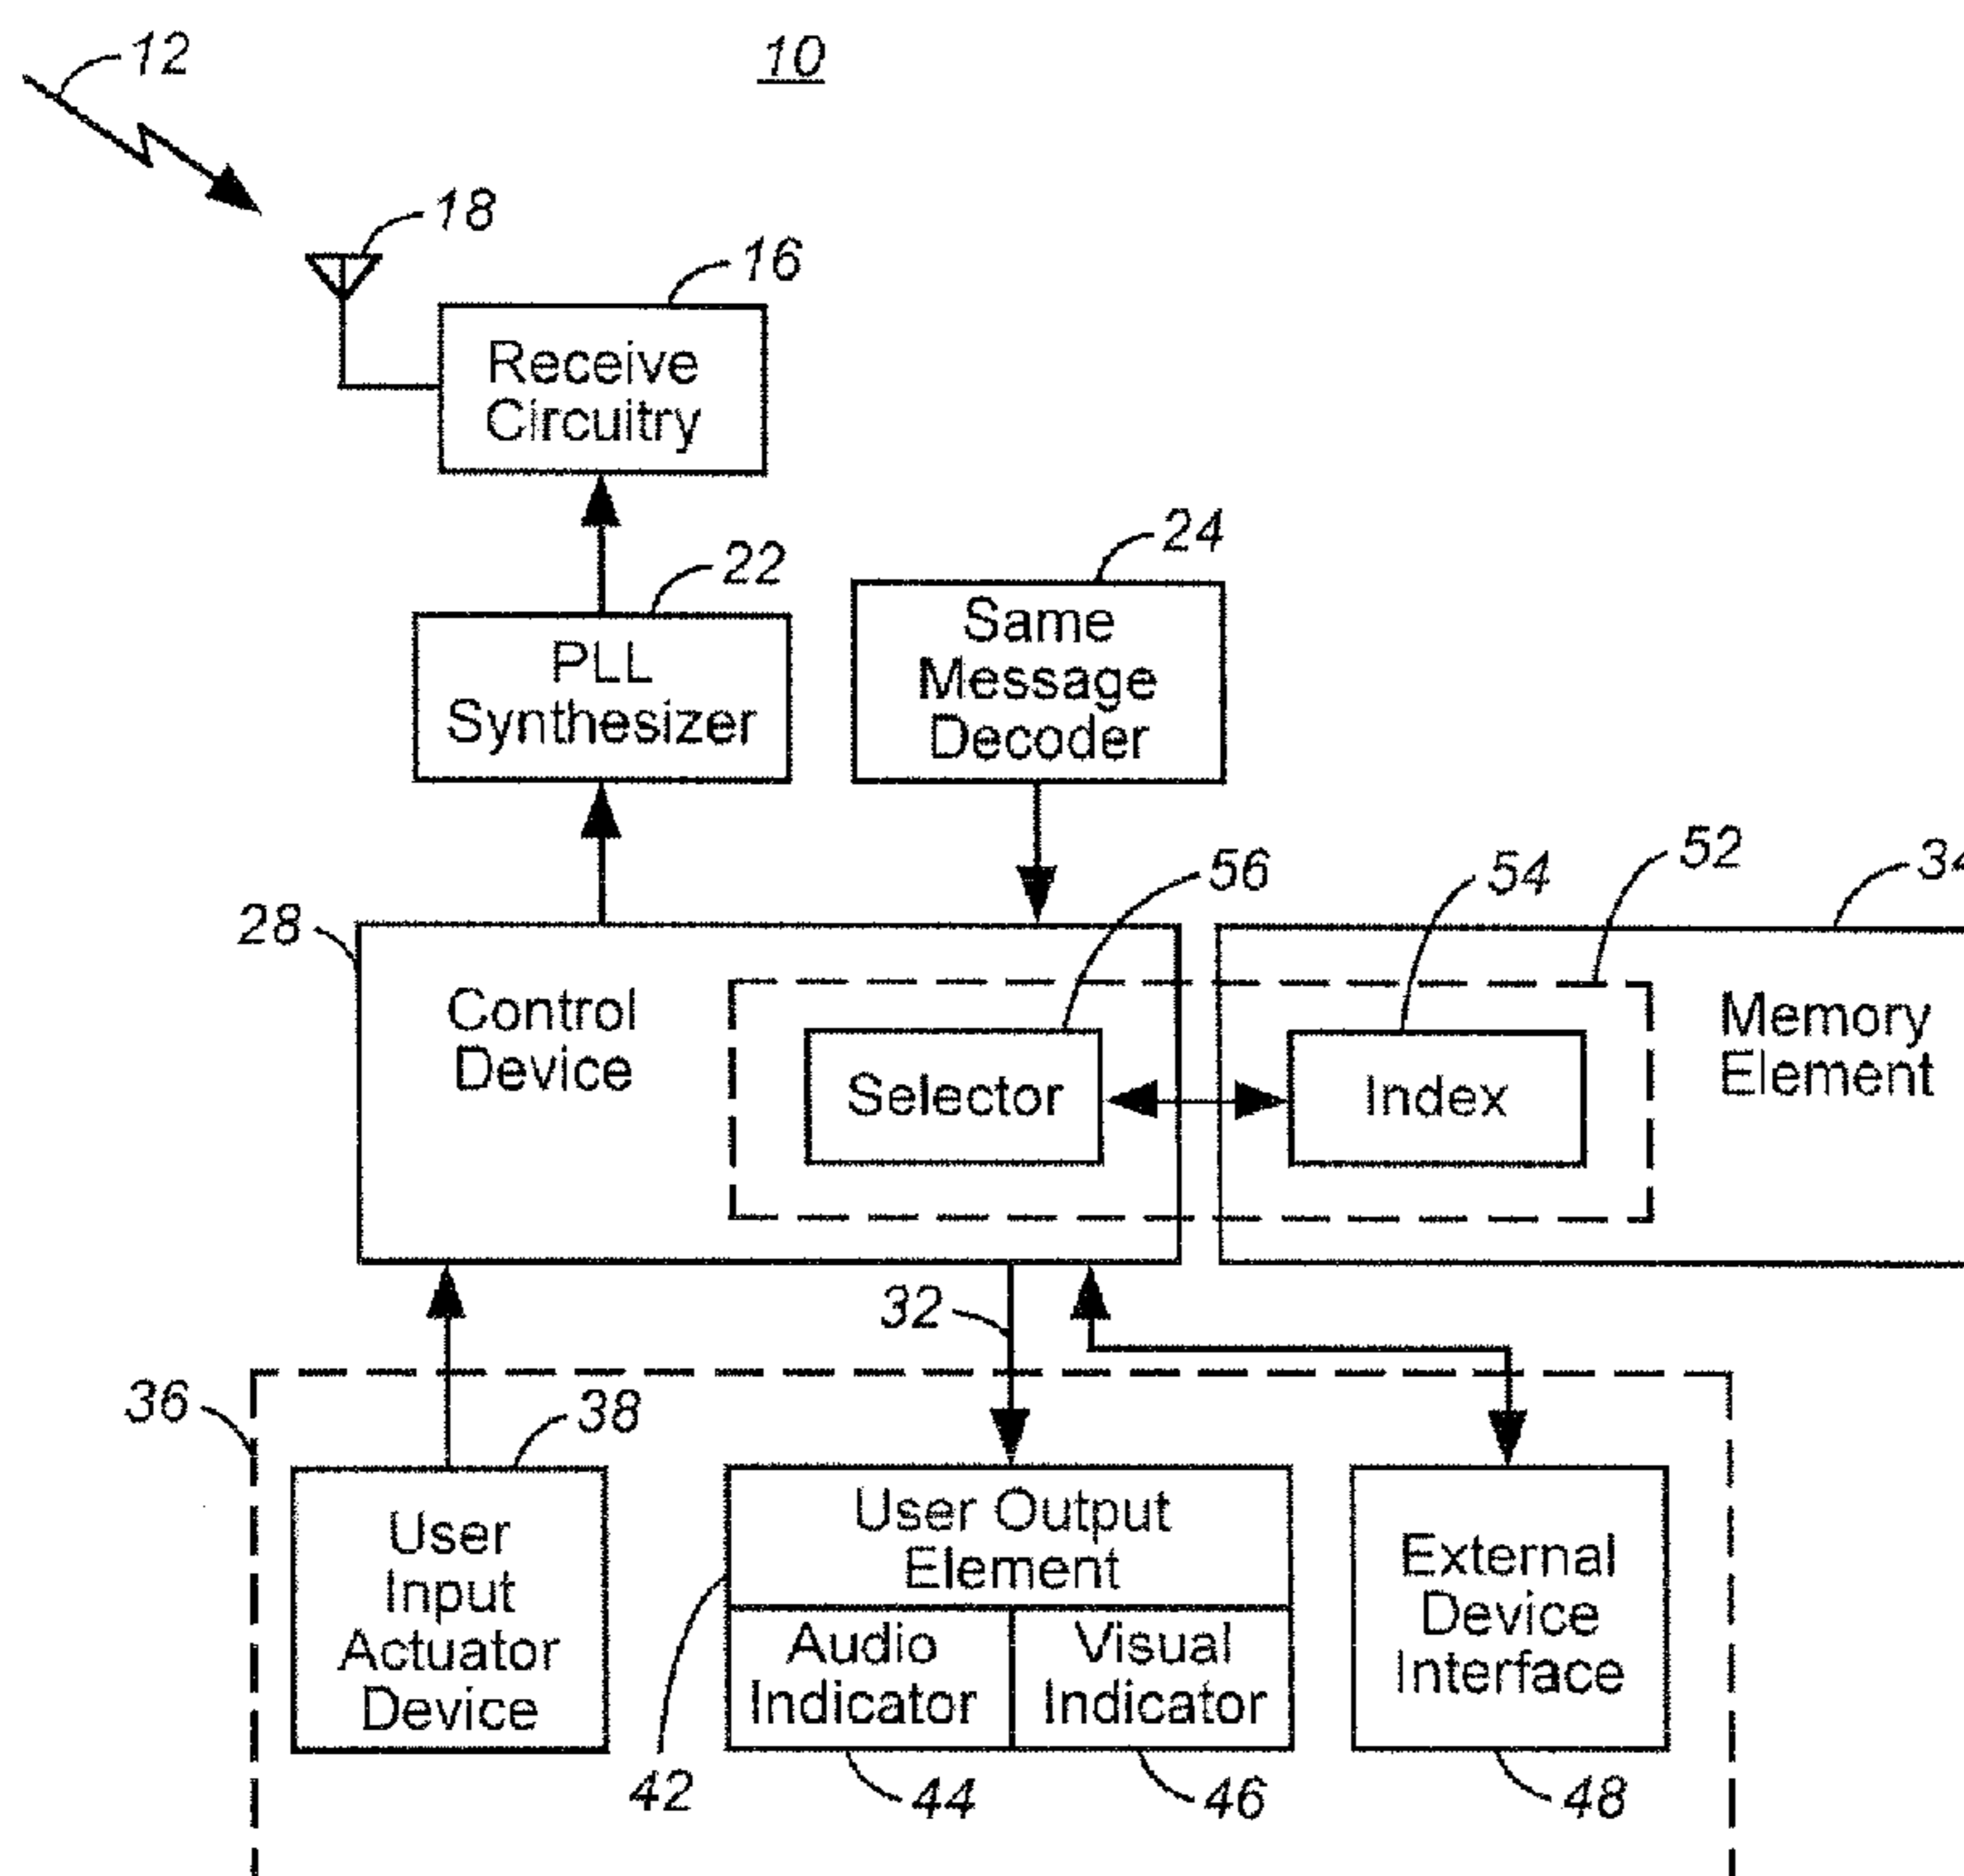 12
10
18
16
Receive
Circuitry
24
22
Same
Message
Decoder
PLL
Synthesizer
52
34
56
54
28
Control
Device
Memory
Element
Selector
Index
32
36
38
User Output
Element
User
Input
Actuator
Device
External
Device
Interface
Audio
Indicator
Visual
Indicator
42
44
46
48